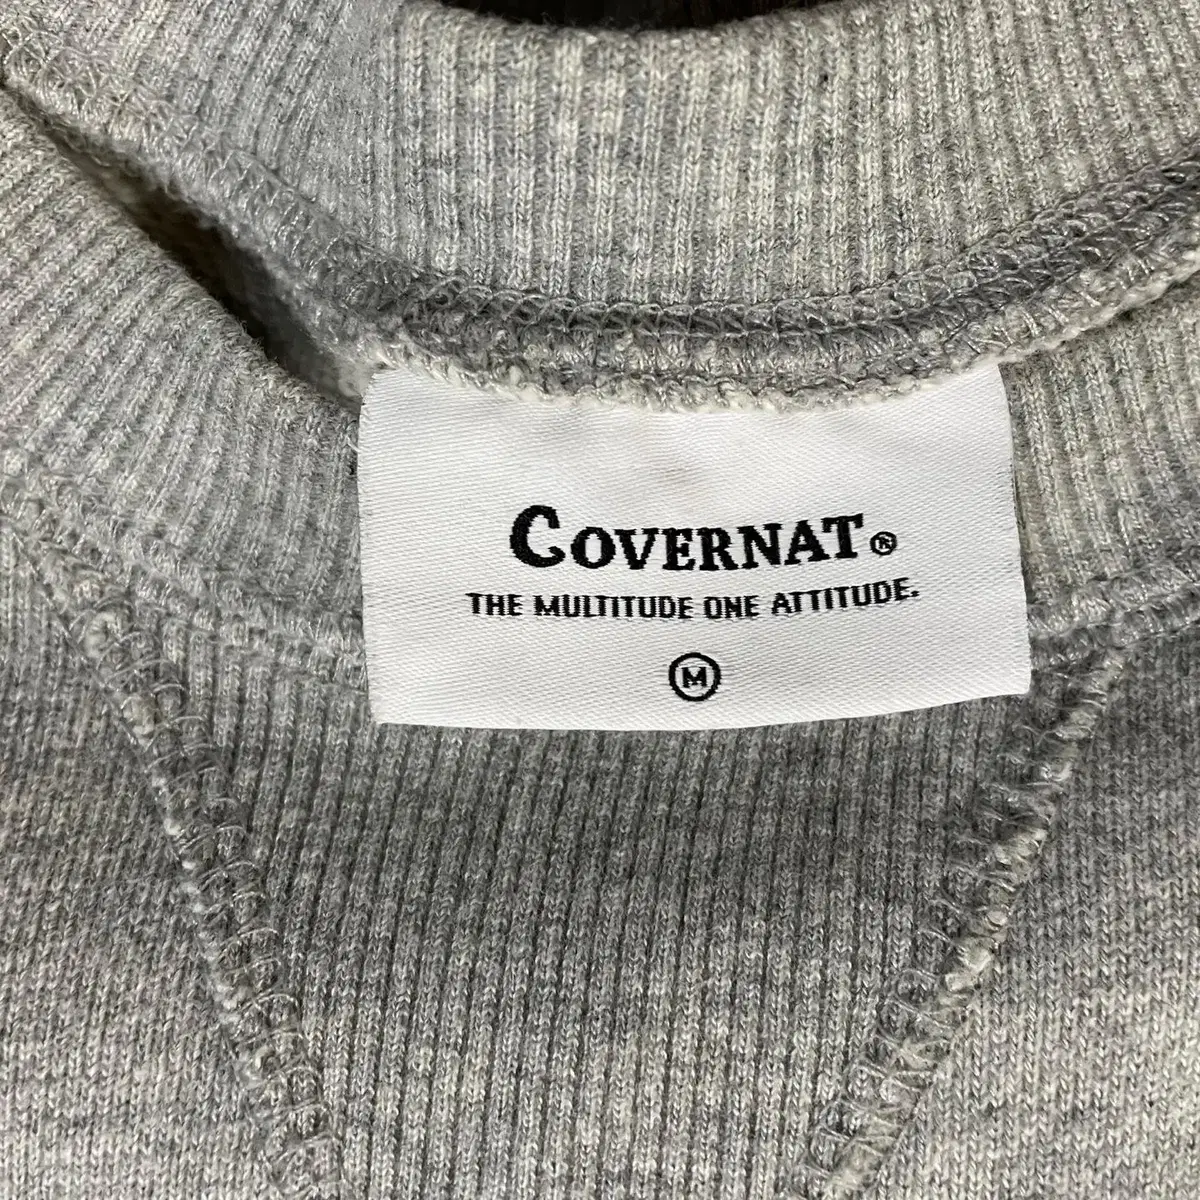 COVERNAT®
THE MULTITUDE ONE ATTITUDE.
M